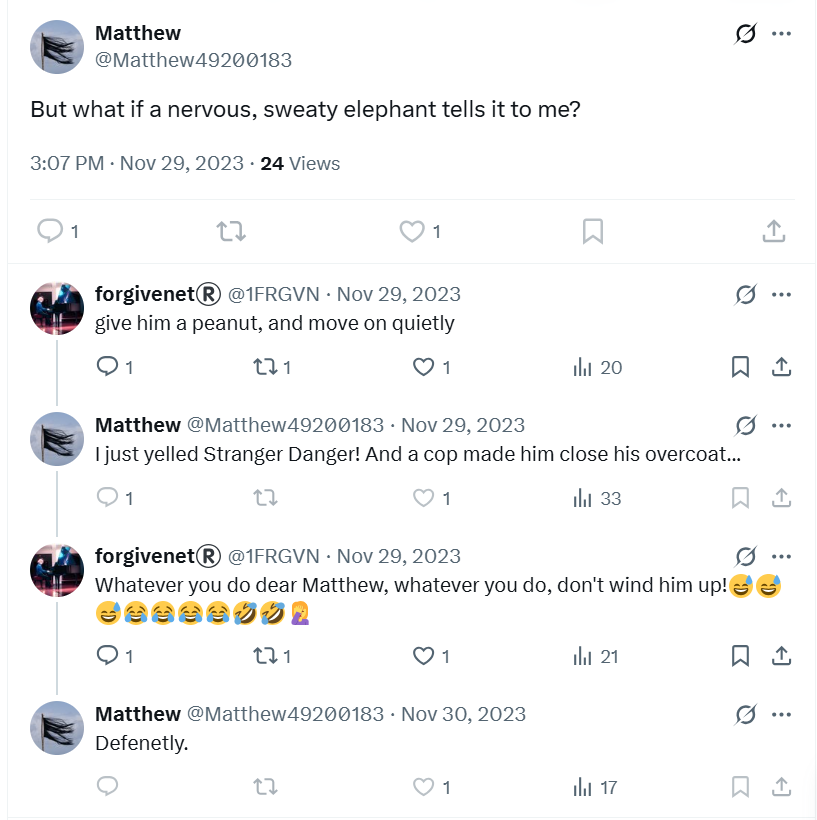 Matthew
@Matthew49200183
But what if a nervous, sweaty elephant tells it to me?
3:07 PM · Nov 29, 2023 · 24 Views
1 1
forgivenet®️ @1FRGVN · Nov 29, 2023
give him a peanut, and move on quietly
1 1 1 20
Matthew @Matthew49200183 · Nov 29, 2023
I just yelled Stranger Danger! And a cop made him close his overcoat...
1 1 33
forgivenet®️ @1FRGVN · Nov 29, 2023
Whatever you do dear Matthew, whatever you do, don't wind him up!😅😅
😅😂😂😂😂🤣🤣🤦‍♀️
1 1 1 21
Matthew @Matthew49200183 · Nov 30, 2023
Defenetly.
1 17